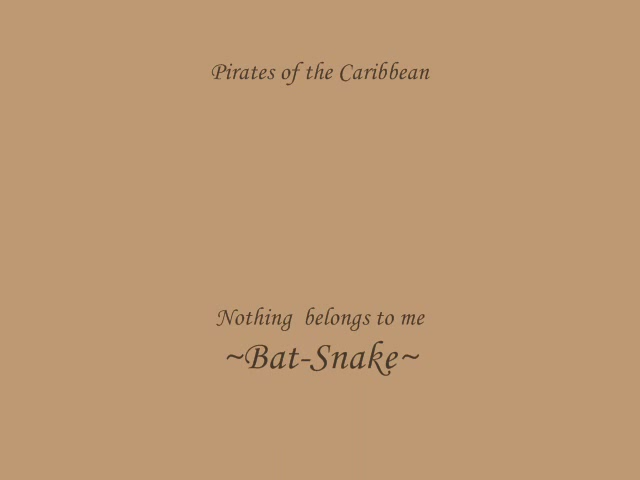 Pirates of the Caribbean
Nothing  belongs to me
~Bat-Snake~